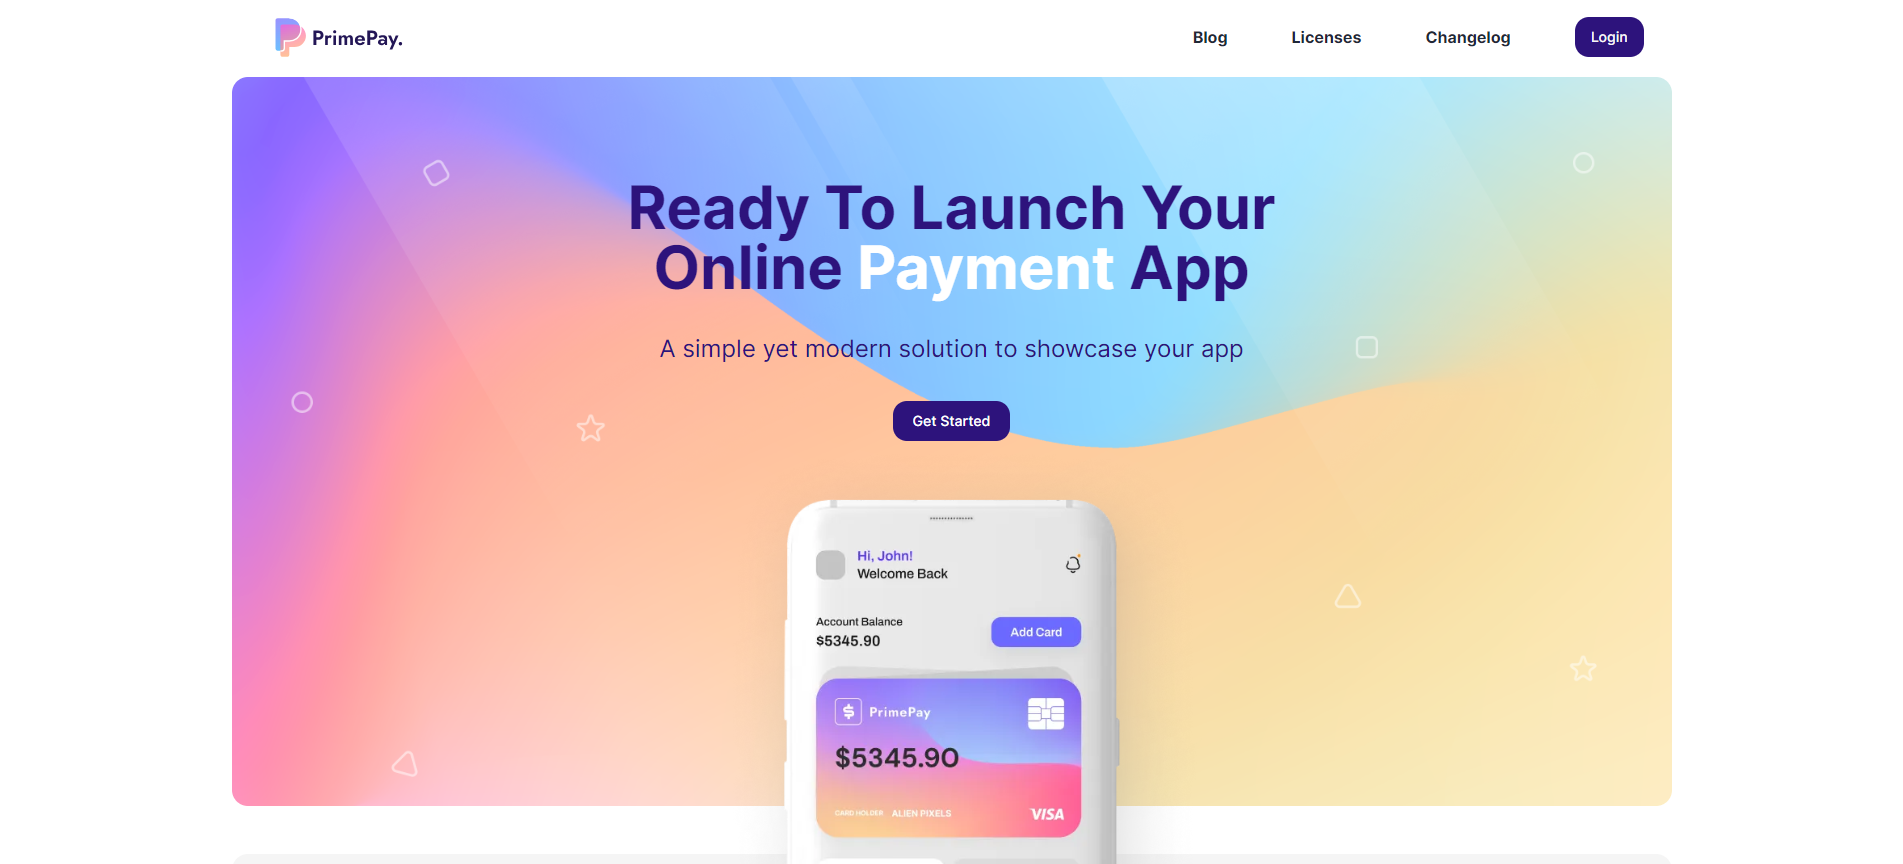 PrimePay.
Blog
Licenses
Changelog
Login
Ready To Launch Your
Online Payment App
A simple yet modern solution to showcase your app
Get Started
Hi, John!
Welcome Back
Account Balance
$5345.90
Add Card
$ PrimePay
$5345.90
CARD HOLDER ALIEN PIXELS
VISA